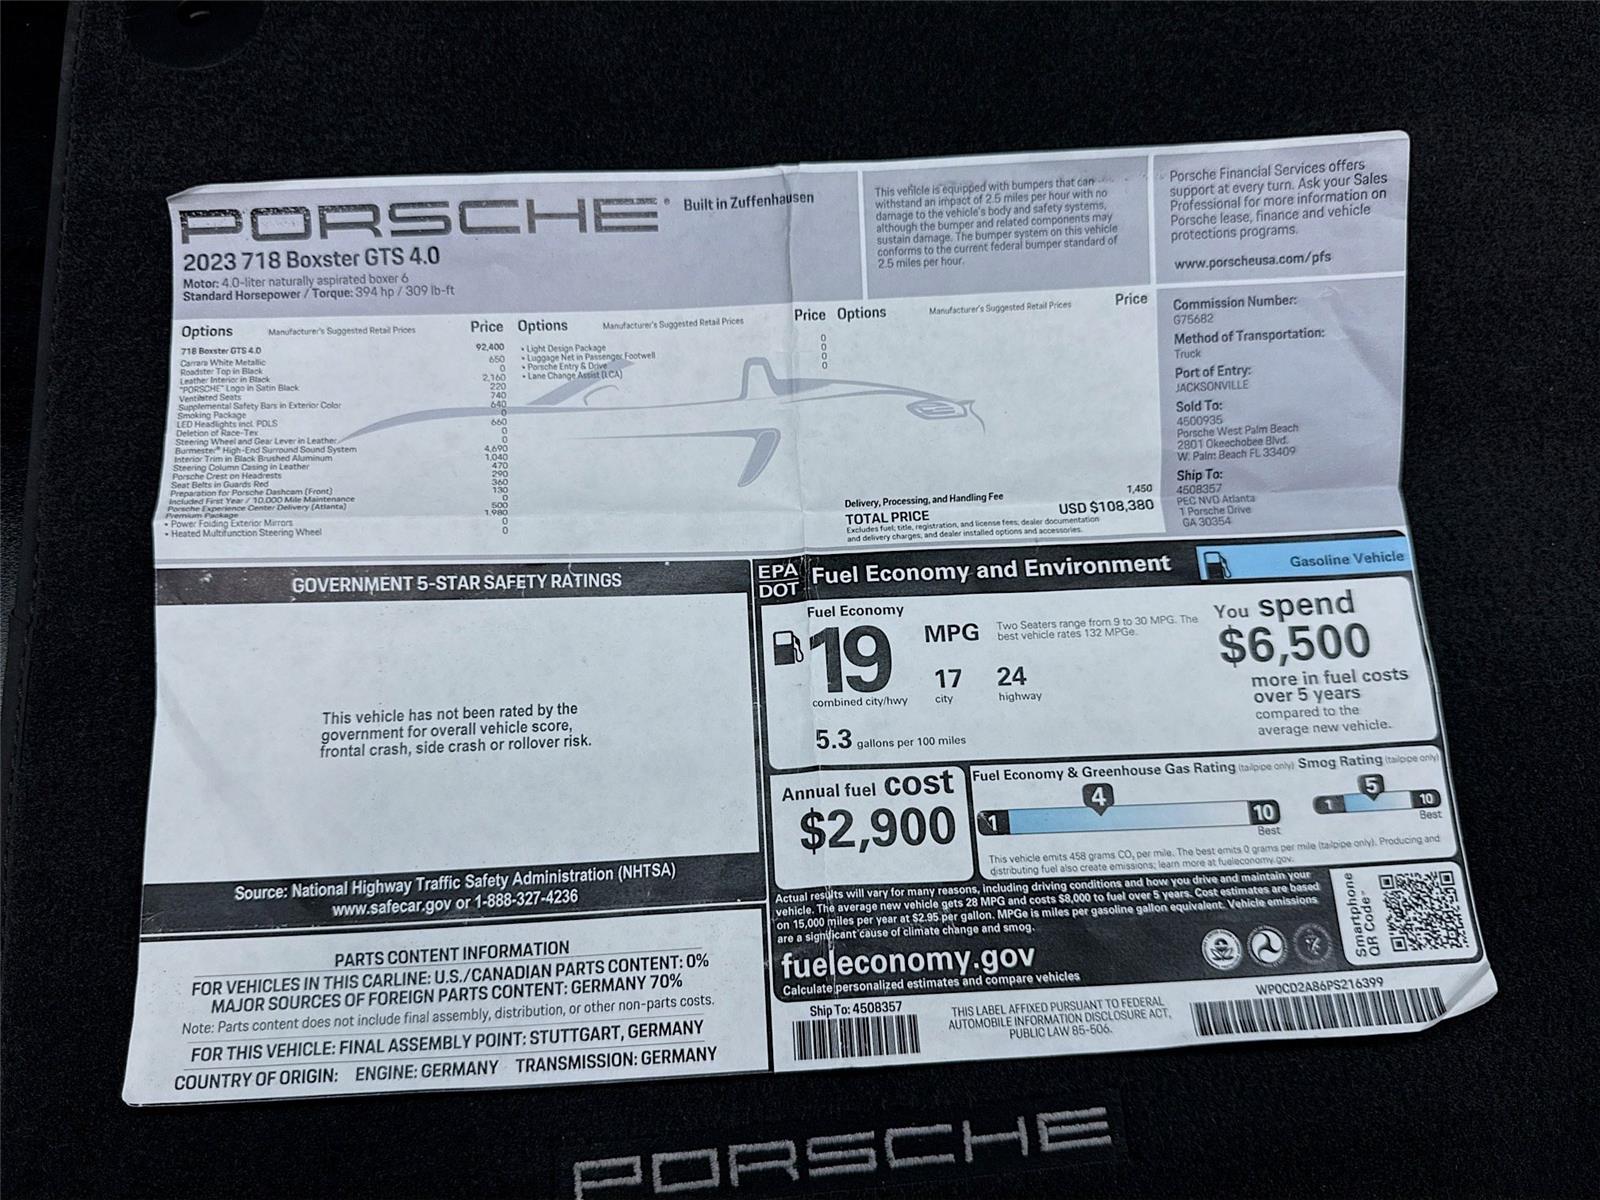 PORSCHE® Built in Zuffenhausen
2023 718 Boxster GTS 4.0
Motor: 4.0-liter naturally aspirated boxer 6
Standard Horsepower / Torque: 394 hp / 309 lb-ft
This vehicle is equipped with bumpers that can
withstand an impact of 2.5 miles per hour with no
damage to the vehicle's body and safety systems,
although the bumper and related components may
sustain damage. The bumper system on this vehicle
conforms to the current federal bumper standard of
2.5 miles per hour.
Porsche Financial Services offers
support at every turn. Ask your Sales
Professional for more information on
Porsche lease, finance and vehicle
protections programs.
www.porscheusa.com/pfs
Options Manufacturer's Suggested Retail Prices Price
718 Boxster GTS 4.0 92,400
Carrara White Metallic 650
Roadster Top in Black 0
Leather Interior in Black 2,160
"PORSCHE" Logo in Satin Black 220
Ventilated Seats 740
Supplemental Safety Bars in Exterior Color 640
Smoking Package 0
LED Headlights incl. PDLS 660
Deletion of Race-Tex 0
Steering Wheel and Gear Lever in Leather 0
Burmester® High-End Surround Sound System 4,690
Interior Trim in Black Brushed Aluminum 1,040
Steering Column Casing in Leather 470
Porsche Crest on Headrests 290
Seat Belts in Guards Red 360
Preparation for Porsche Dashcam (Front) 130
Included First Year / 10,000 Mile Maintenance 0
Porsche Experience Center Delivery (Atlanta) 500
Premium Package 1,980
• Power Folding Exterior Mirrors 0
• Heated Multifunction Steering Wheel 0
Options Manufacturer's Suggested Retail Prices Price
• Light Design Package 0
• Luggage Net in Passenger Footwell 0
• Porsche Entry & Drive 0
• Lane Change Assist (LCA) 0
Options Manufacturer's Suggested Retail Prices Price
Delivery, Processing, and Handling Fee 1,450
TOTAL PRICE USD $108,380
Excludes fuel, title, registration, and license fees, dealer documentation
and delivery charges, and dealer installed options and accessories.
Commission Number:
G75682
Method of Transportation:
Truck
Port of Entry:
JACKSONVILLE
Sold To:
4500935
Porsche West Palm Beach
2801 Okeechobee Blvd.
W. Palm Beach FL 33409
Ship To:
4508357
PEC NVD Atlanta
1 Porsche Drive
GA 30354
GOVERNMENT 5-STAR SAFETY RATINGS
This vehicle has not been rated by the
government for overall vehicle score,
frontal crash, side crash or rollover risk.
Source: National Highway Traffic Safety Administration (NHTSA)
www.safecar.gov or 1-888-327-4236
PARTS CONTENT INFORMATION
FOR VEHICLES IN THIS CARLINE: U.S./CANADIAN PARTS CONTENT: 0%
MAJOR SOURCES OF FOREIGN PARTS CONTENT: GERMANY 70%
Note: Parts content does not include final assembly, distribution, or other non-parts costs.
FOR THIS VEHICLE: FINAL ASSEMBLY POINT: STUTTGART, GERMANY
COUNTRY OF ORIGIN: ENGINE: GERMANY TRANSMISSION: GERMANY
EPA
DOT
Fuel Economy and Environment
Gasoline Vehicle
Fuel Economy
19
combined city/hwy
MPG
17
city
24
highway
Two Seaters range from 9 to 30 MPG. The
best vehicle rates 132 MPGe.
5.3 gallons per 100 miles
You spend
$6,500
more in fuel costs
over 5 years
compared to the
average new vehicle.
Annual fuel cost
$2,900
Fuel Economy & Greenhouse Gas Rating (tailpipe only)
1 4 10
Best
Smog Rating (tailpipe only)
1 5 10
Best
This vehicle emits 458 grams CO₂ per mile. The best emits 0 grams per mile (tailpipe only). Producing and
distributing fuel also create emissions; learn more at fueleconomy.gov.
Actual results will vary for many reasons, including driving conditions and how you drive and maintain your
vehicle. The average new vehicle gets 28 MPG and costs $8,000 to fuel over 5 years. Cost estimates are based
on 15,000 miles per year at $2.95 per gallon. MPGe is miles per gasoline gallon equivalent. Vehicle emissions
are a significant cause of climate change and smog.
fueleconomy.gov
Calculate personalized estimates and compare vehicles
Smartphone
QR Code™
Ship To: 4508357
THIS LABEL AFFIXED PURSUANT TO FEDERAL
AUTOMOBILE INFORMATION DISCLOSURE ACT,
PUBLIC LAW 85-506.
WP0CD2A86PS216399
PORSCHE